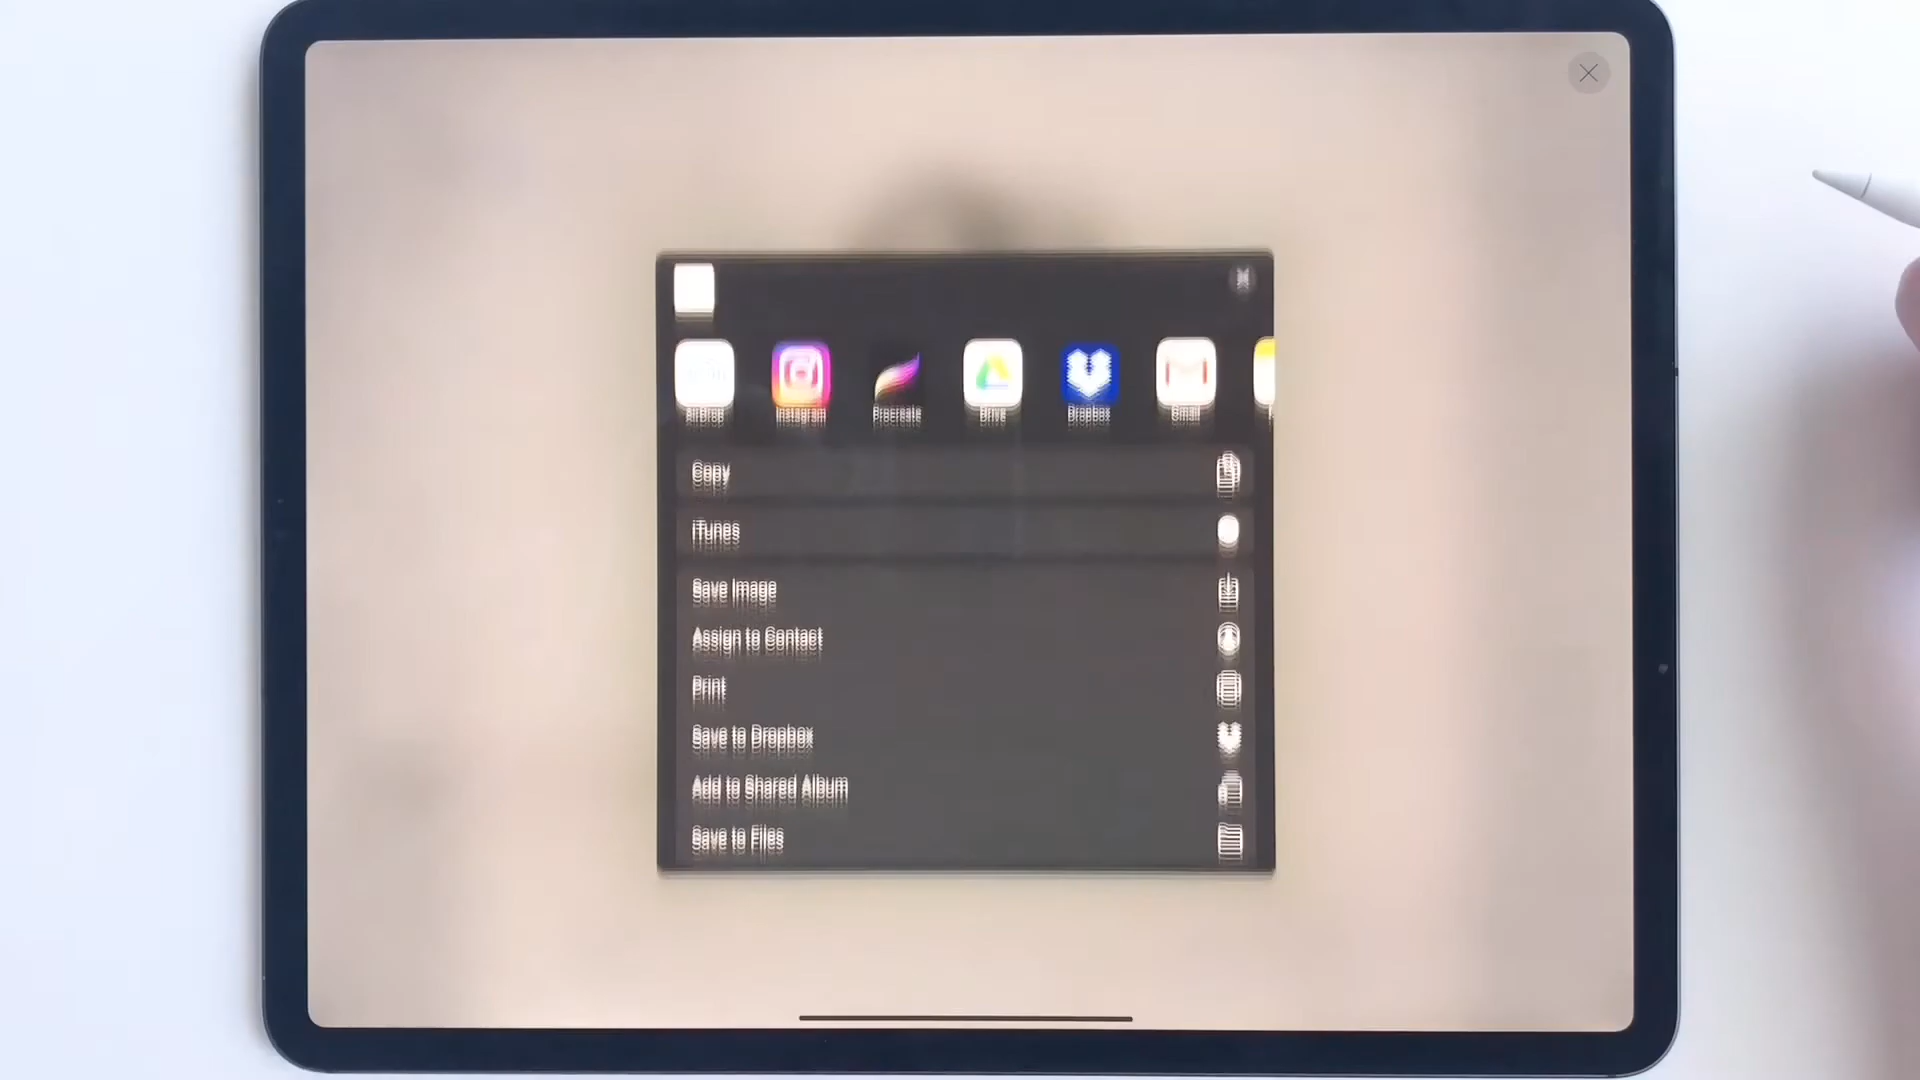 AirDrop
Instagram
Procreate
Drive
Dropbox
Gmail
Copy
iTunes
Save Image
Assign to Contact
Print
Save to Dropbox
Add to Shared Album
Save to Files